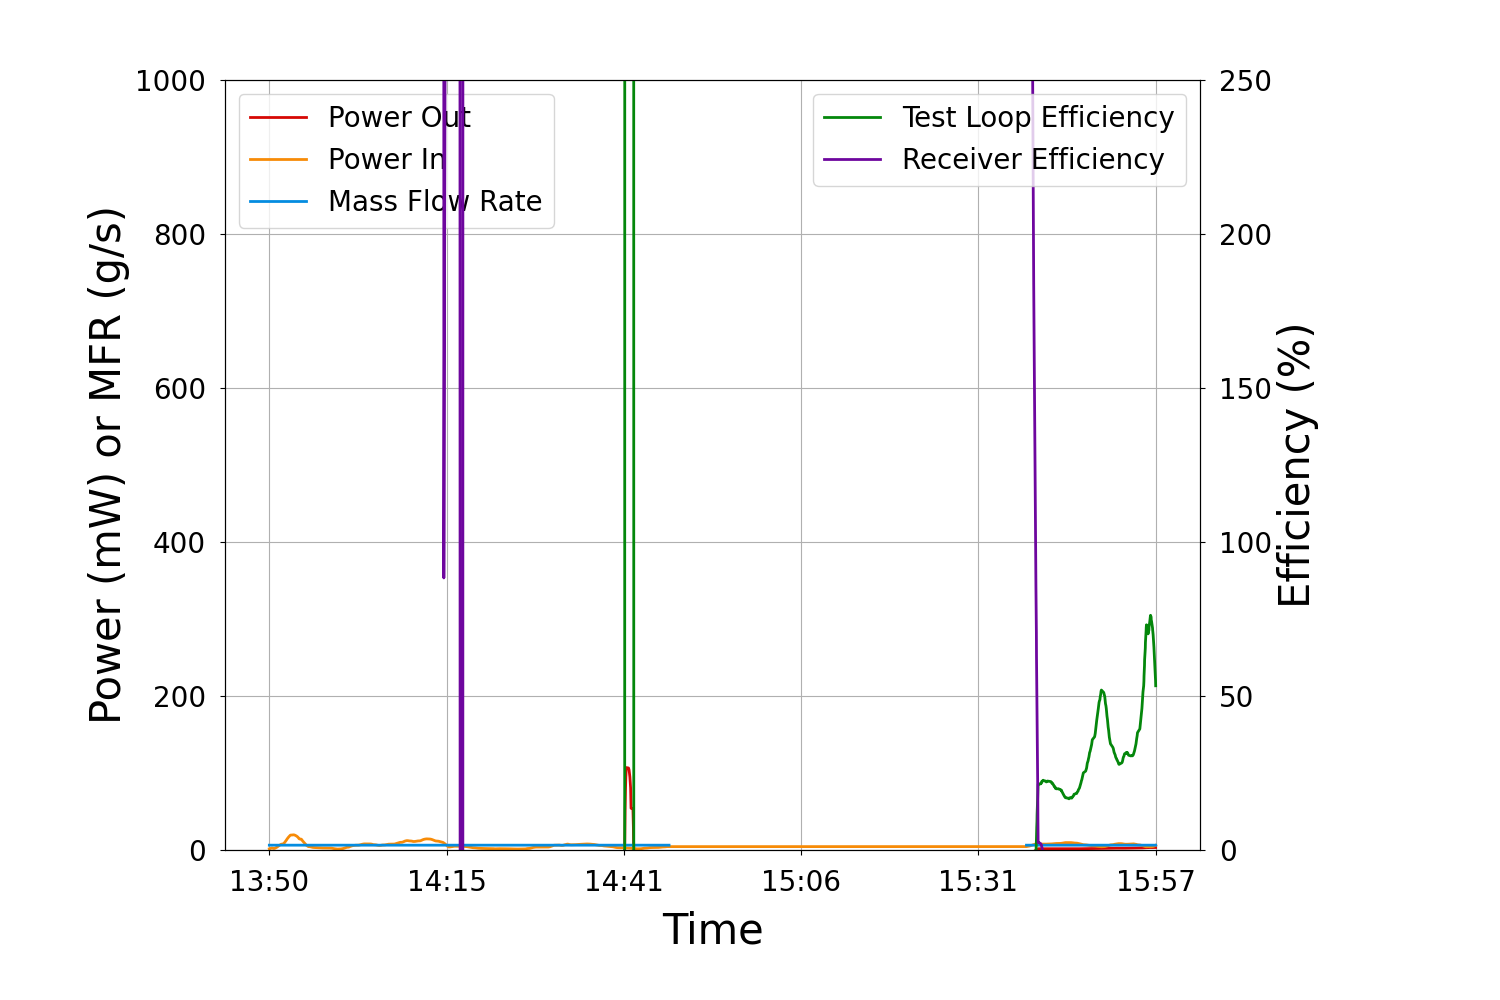 1000
800
600
400
200
0
Power (mW) or MFR (g/s)
Power Out
Power In
Mass Flow Rate
Test Loop Efficiency
Receiver Efficiency
250
200
150
100
50
0
Efficiency (%)
13:50 14:15 14:41 15:06 15:31 15:57
Time